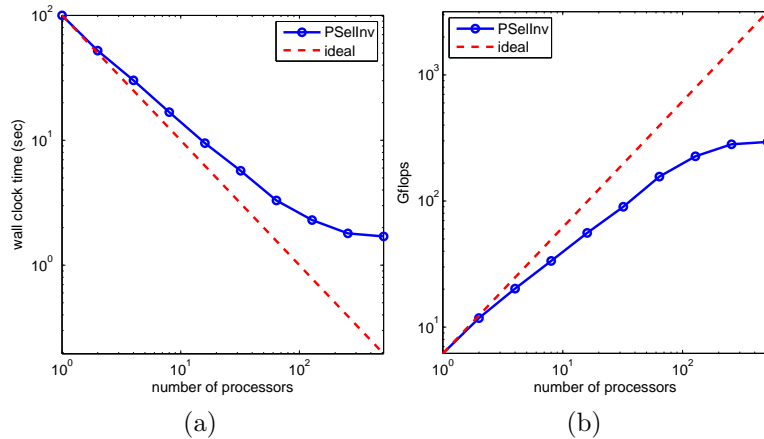 PSelInv
ideal
wall clock time (sec)
10^2
10^1
10^0
10^0
10^1
10^2
number of processors
(a)
PSelInv
ideal
Gflops
10^3
10^2
10^1
10^0
10^1
10^2
number of processors
(b)